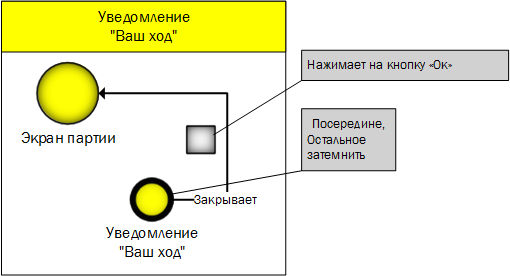 Уведомление
"Ваш ход"
Нажимает на кнопку «Ок»
Экран партии
Посередине,
Остальное
затемнить
Закрывает
Уведомление
"Ваш ход"